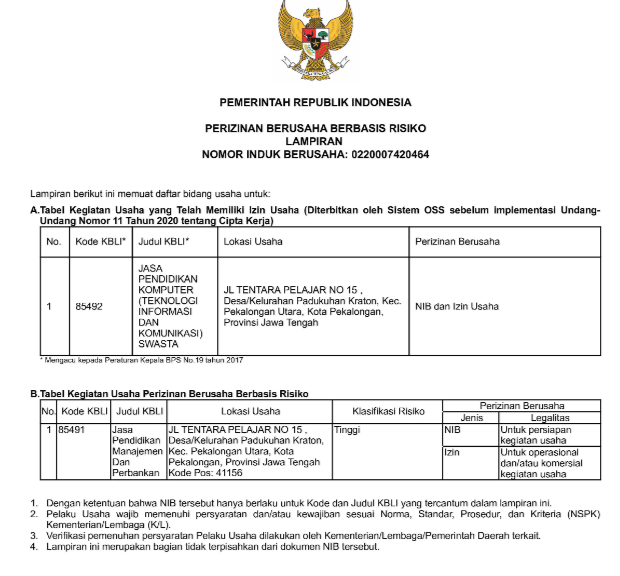 PEMERINTAH REPUBLIK INDONESIA
PERIZINAN BERUSAHA BERBASIS RISIKO
LAMPIRAN
NOMOR INDUK BERUSAHA: 0220007420464
Lampiran berikut ini memuat daftar bidang usaha untuk:
A.Tabel Kegiatan Usaha yang Telah Memiliki Izin Usaha (Diterbitkan oleh Sistem OSS sebelum implementasi Undang-
Undang Nomor 11 Tahun 2020 tentang Cipta Kerja)
No. Kode KBLI* Judul KBLI* Lokasi Usaha Perizinan Berusaha
1 85492
JASA
PENDIDIKAN
KOMPUTER
(TEKNOLOGI
INFORMASI
DAN
KOMUNIKASI)
SWASTA
JL TENTARA PELAJAR NO 15 ,
Desa/Kelurahan Padukuhan Kraton, Kec.
Pekalongan Utara, Kota Pekalongan,
Provinsi Jawa Tengah
NIB dan Izin Usaha
* Mengacu kepada Peraturan Kepala BPS No.19 tahun 2017
B.Tabel Kegiatan Usaha Perizinan Berusaha Berbasis Risiko
No. Kode KBLI Judul KBLI Lokasi Usaha Klasifikasi Risiko Perizinan Berusaha
Jenis Legalitas
1 85491
Jasa
Pendidikan
Manajemen
Dan
Perbankan
JL TENTARA PELAJAR NO 15 ,
Desa/Kelurahan Padukuhan Kraton,
Kec. Pekalongan Utara, Kota
Pekalongan, Provinsi Jawa Tengah
Kode Pos: 41156
Tinggi
NIB
Untuk persiapan
kegiatan usaha
Izin
Untuk operasional
dan/atau komersial
kegiatan usaha
1. Dengan ketentuan bahwa NIB tersebut hanya berlaku untuk Kode dan Judul KBLI yang tercantum dalam lampiran ini.
2. Pelaku Usaha wajib memenuhi persyaratan dan/atau kewajiban sesuai Norma, Standar, Prosedur, dan Kriteria (NSPK)
Kementerian/Lembaga (K/L).
3. Verifikasi pemenuhan persyaratan Pelaku Usaha dilakukan oleh Kementerian/Lembaga/Pemerintah Daerah terkait.
4. Lampiran ini merupakan bagian tidak terpisahkan dari dokumen NIB tersebut.